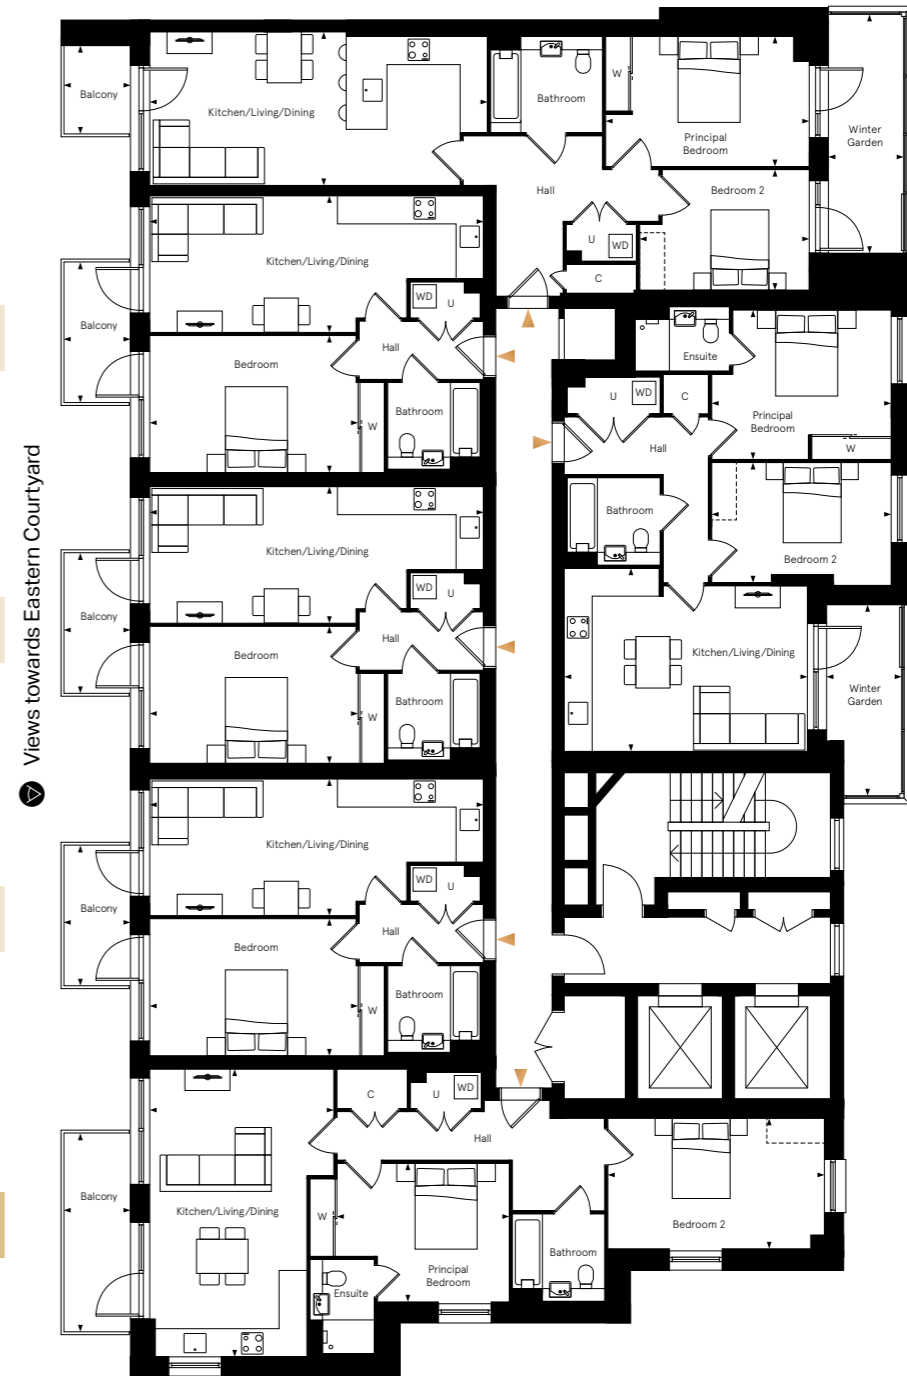 Balcony
Kitchen/Living/Dining
Bathroom
W
Principal
Bedroom
Winter
Garden
Hall
Bedroom 2
U
WD
C
Kitchen/Living/Dining
WD
U
Balcony
Hall
Bedroom
Bathroom
W
Ensuite
U
WD
C
Principal
Bedroom
Hall
W
Bathroom
Bedroom 2
Views towards Eastern Courtyard
Kitchen/Living/Dining
WD
U
Balcony
Hall
Bedroom
Bathroom
W
Kitchen/Living/Dining
Winter
Garden
Kitchen/Living/Dining
WD
U
Balcony
Hall
Bedroom
Bathroom
W
C
U
WD
Hall
Balcony
Kitchen/Living/Dining
W
Principal
Bedroom
Ensuite
Bathroom
Bedroom 2